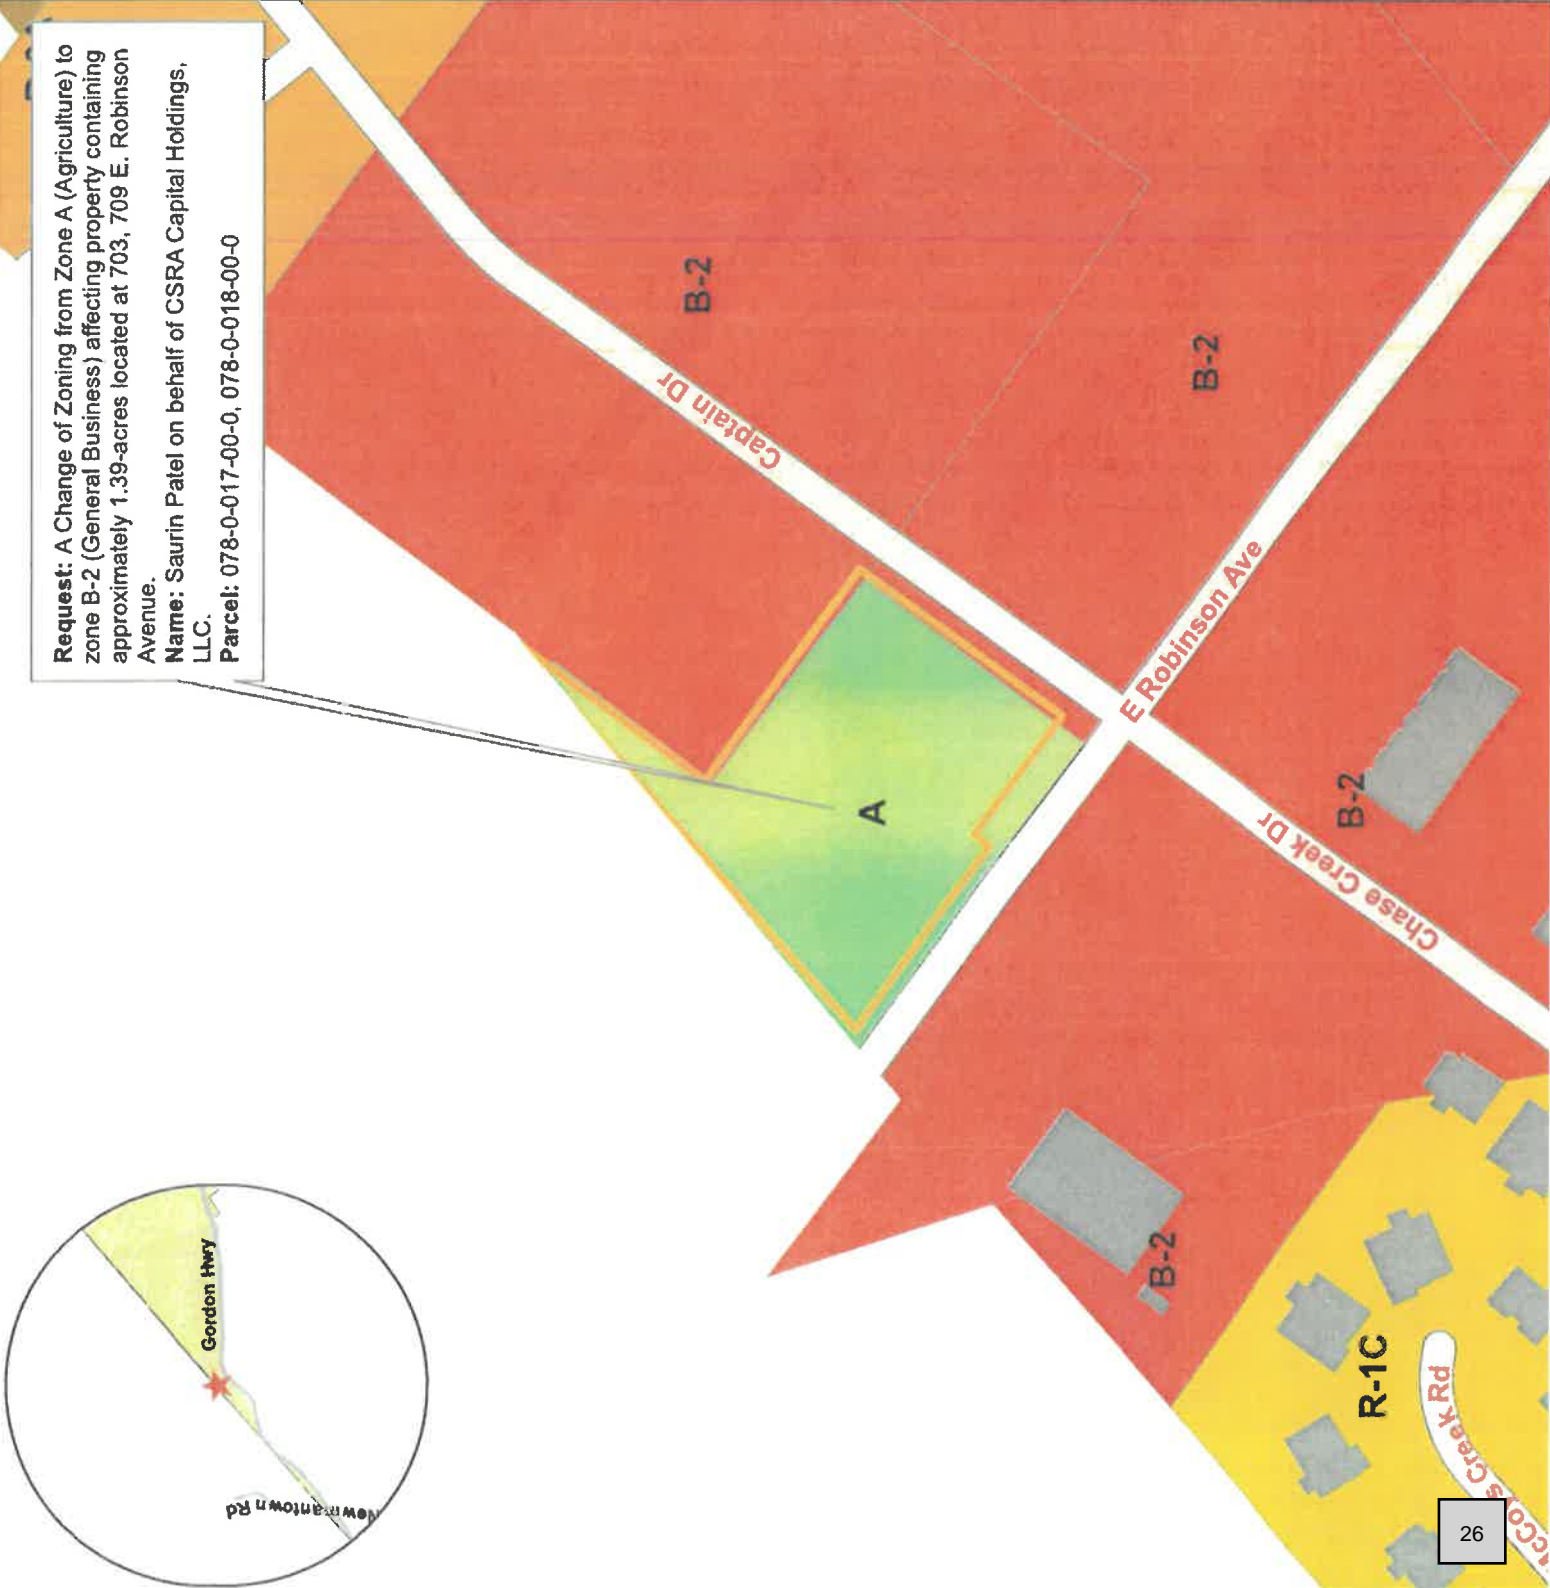 Request: A Change of Zoning from Zone A (Agriculture) to
zone B-2 (General Business) affecting property containing
approximately 1.39-acres located at 703, 709 E. Robinson
Avenue.
Name: Saurin Patel on behalf of CSRA Capital Holdings,
LLC.
Parcel: 078-0-017-00-0, 078-0-018-00-0
Gordon Hwy
Newmantown Rd
B-2
Captain Dr
B-2
A
E Robinson Ave
B-2
Chase Creek Dr
B-2
R-1C
McCoys Creek Rd
26